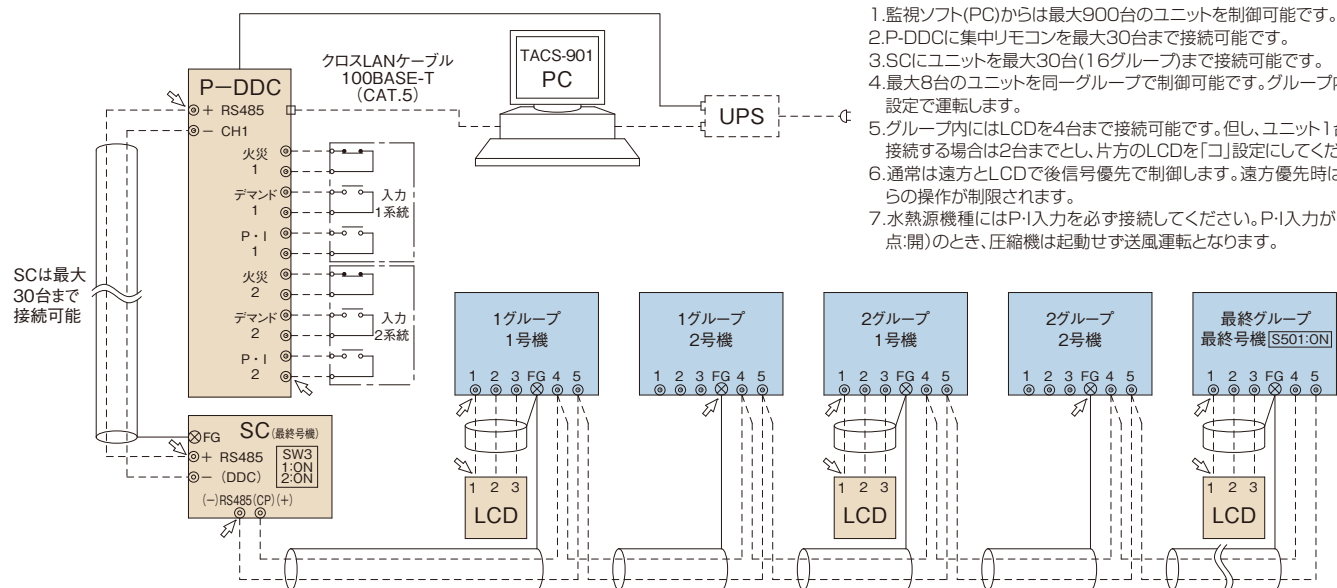 1.監視ソフト(PC)からは最大900台のユニットを制御可能です。
2.P-DDCに集中リモコンを最大30台まで接続可能です。
3.SCにユニットを最大30台(16グループ)まで接続可能です。
4.最大8台のユニットを同一グループで制御可能です。グループ内
設定で運転します。
5.グループ内にはLCDを4台まで接続可能です。但し、ユニット1台
接続する場合は2台までとし、片方のLCDを「コ」設定にしてくだ
6.通常は遠方とLCDで後信号優先で制御します。遠方優先時は
らの操作が制限されます。
7.水熱源機種にはP·I入力を必ず接続してください。P·I入力が
点:開)のとき、圧縮機は起動せず送風運転となります。
クロスLANケーブル
100BASE-T
(CAT.5)
TACS-901
PC
UPS
P-DDC
+ RS485
- CH1
火災
1
デマンド
1
P・I
1
火災
2
デマンド
2
P・I
2
入力
1系統
入力
2系統
SCは最大
30台まで
接続可能
FG
SC(最終号機)
+ RS485
- (DDC)
SW3
1:ON
2:ON
(-)RS485(CP)(+)
1グループ
1号機
1 2 3 FG 4 5
1グループ
2号機
1 2 3 FG 4 5
2グループ
1号機
1 2 3 FG 4 5
2グループ
2号機
1 2 3 FG 4 5
最終グループ
最終号機 S501:ON
1 2 3 FG 4 5
1 2 3
LCD
1 2 3
LCD
1 2 3
LCD